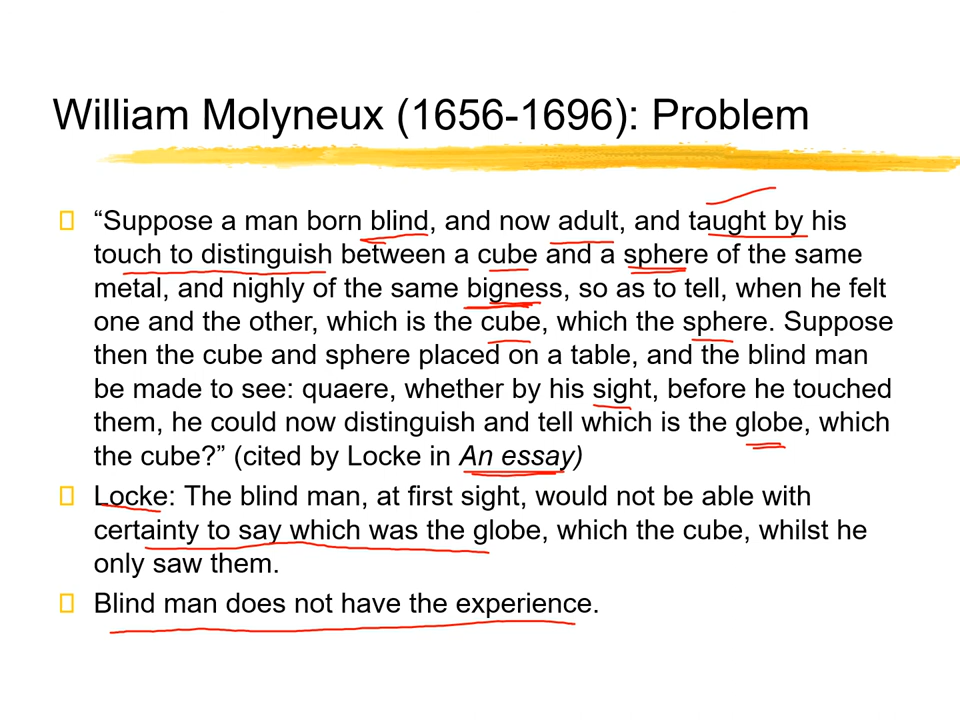 William Molyneux (1656-1696): Problem
“Suppose a man born blind, and now adult, and taught by his
touch to distinguish between a cube and a sphere of the same
metal, and nighly of the same bigness, so as to tell, when he felt
one and the other, which is the cube, which the sphere. Suppose
then the cube and sphere placed on a table, and the blind man
be made to see: quaere, whether by his sight, before he touched
them, he could now distinguish and tell which is the globe, which
the cube?” (cited by Locke in An essay)
Locke: The blind man, at first sight, would not be able with
certainty to say which was the globe, which the cube, whilst he
only saw them.
Blind man does not have the experience.